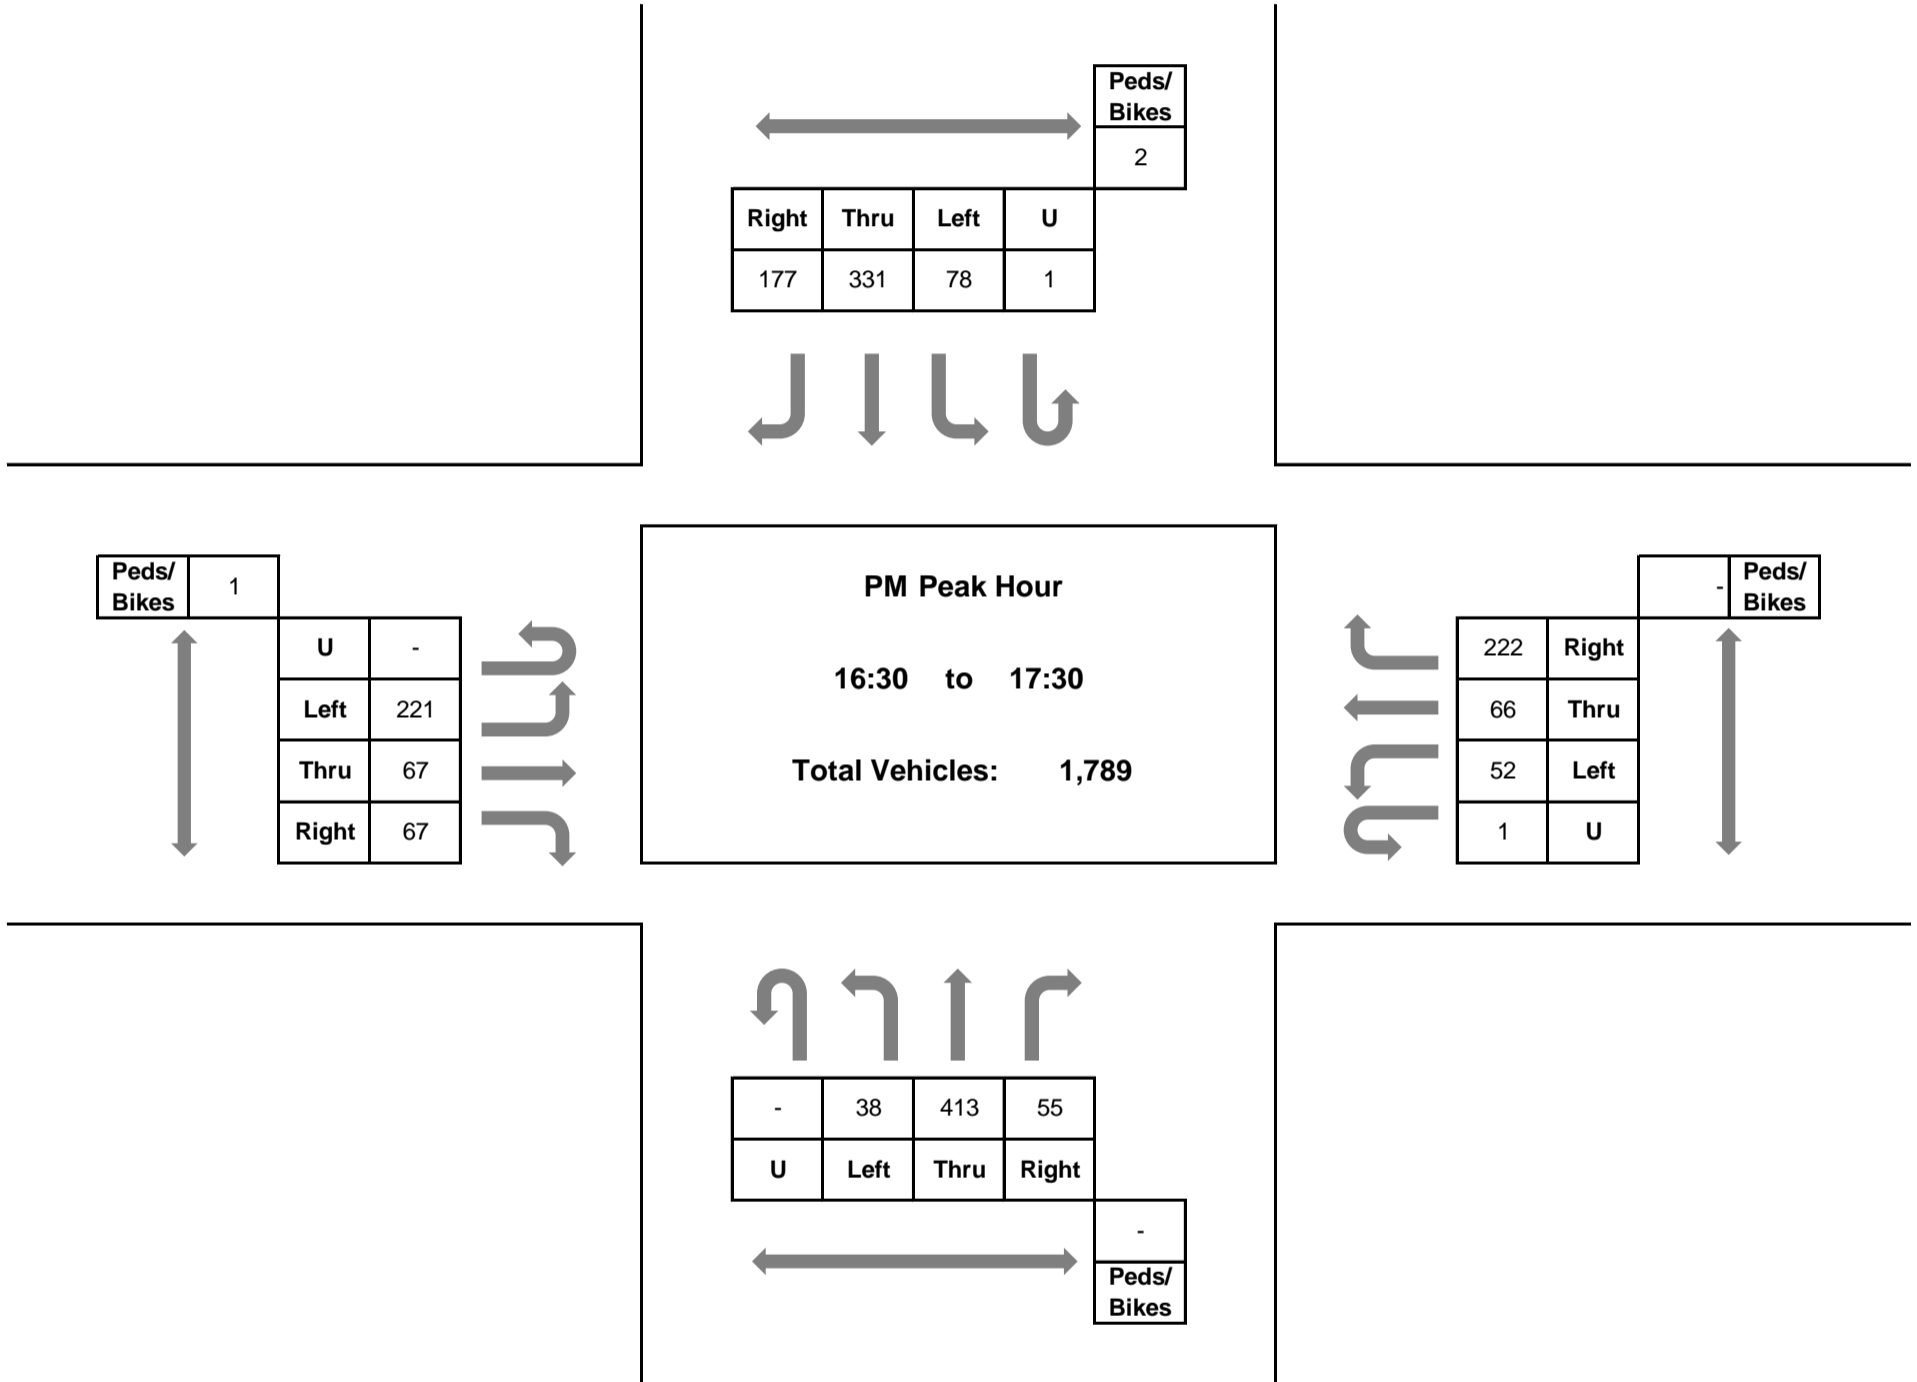 Peds/
Bikes
2
Right Thru Left U
177 331 78 1
Peds/
Bikes
1
U -
Left 221
Thru 67
Right 67
PM Peak Hour
16:30 to 17:30
Total Vehicles: 1,789
- Peds/
Bikes
222 Right
66 Thru
52 Left
1 U
- 38 413 55
U Left Thru Right
-
Peds/
Bikes